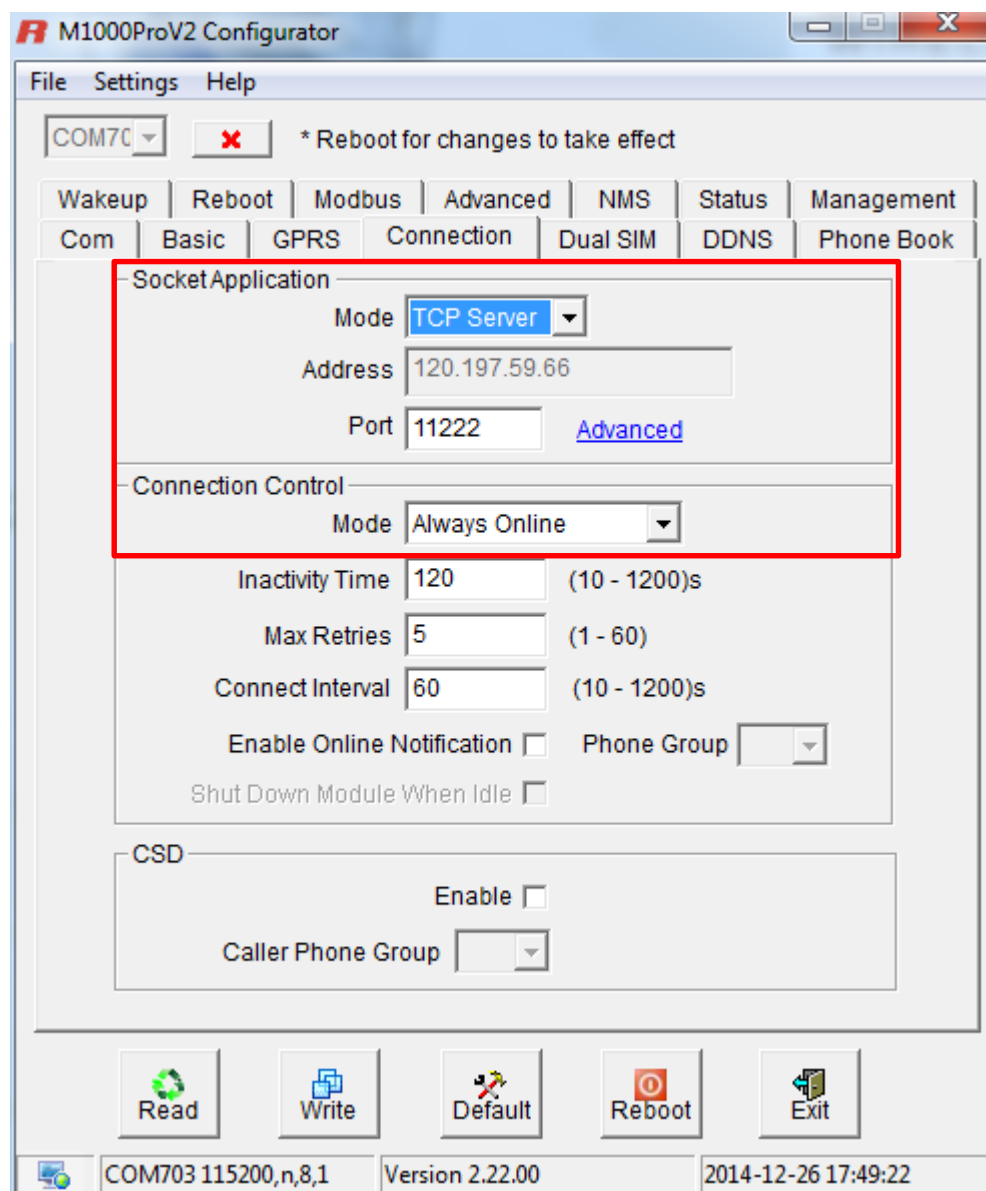 M1000ProV2 Configurator
File Settings Help
COM70 * Reboot for changes to take effect
Wakeup Reboot Modbus Advanced NMS Status Management
Com Basic GPRS Connection Dual SIM DDNS Phone Book
Socket Application
Mode TCP Server
Address 120.197.59.66
Port 11222 Advanced
Connection Control
Mode Always Online
Inactivity Time 120 (10 - 1200)s
Max Retries 5 (1 - 60)
Connect Interval 60 (10 - 1200)s
Enable Online Notification Phone Group
Shut Down Module When Idle
CSD
Enable
Caller Phone Group
Read Write Default Reboot Exit
COM703 115200,n,8,1 Version 2.22.00 2014-12-26 17:49:22